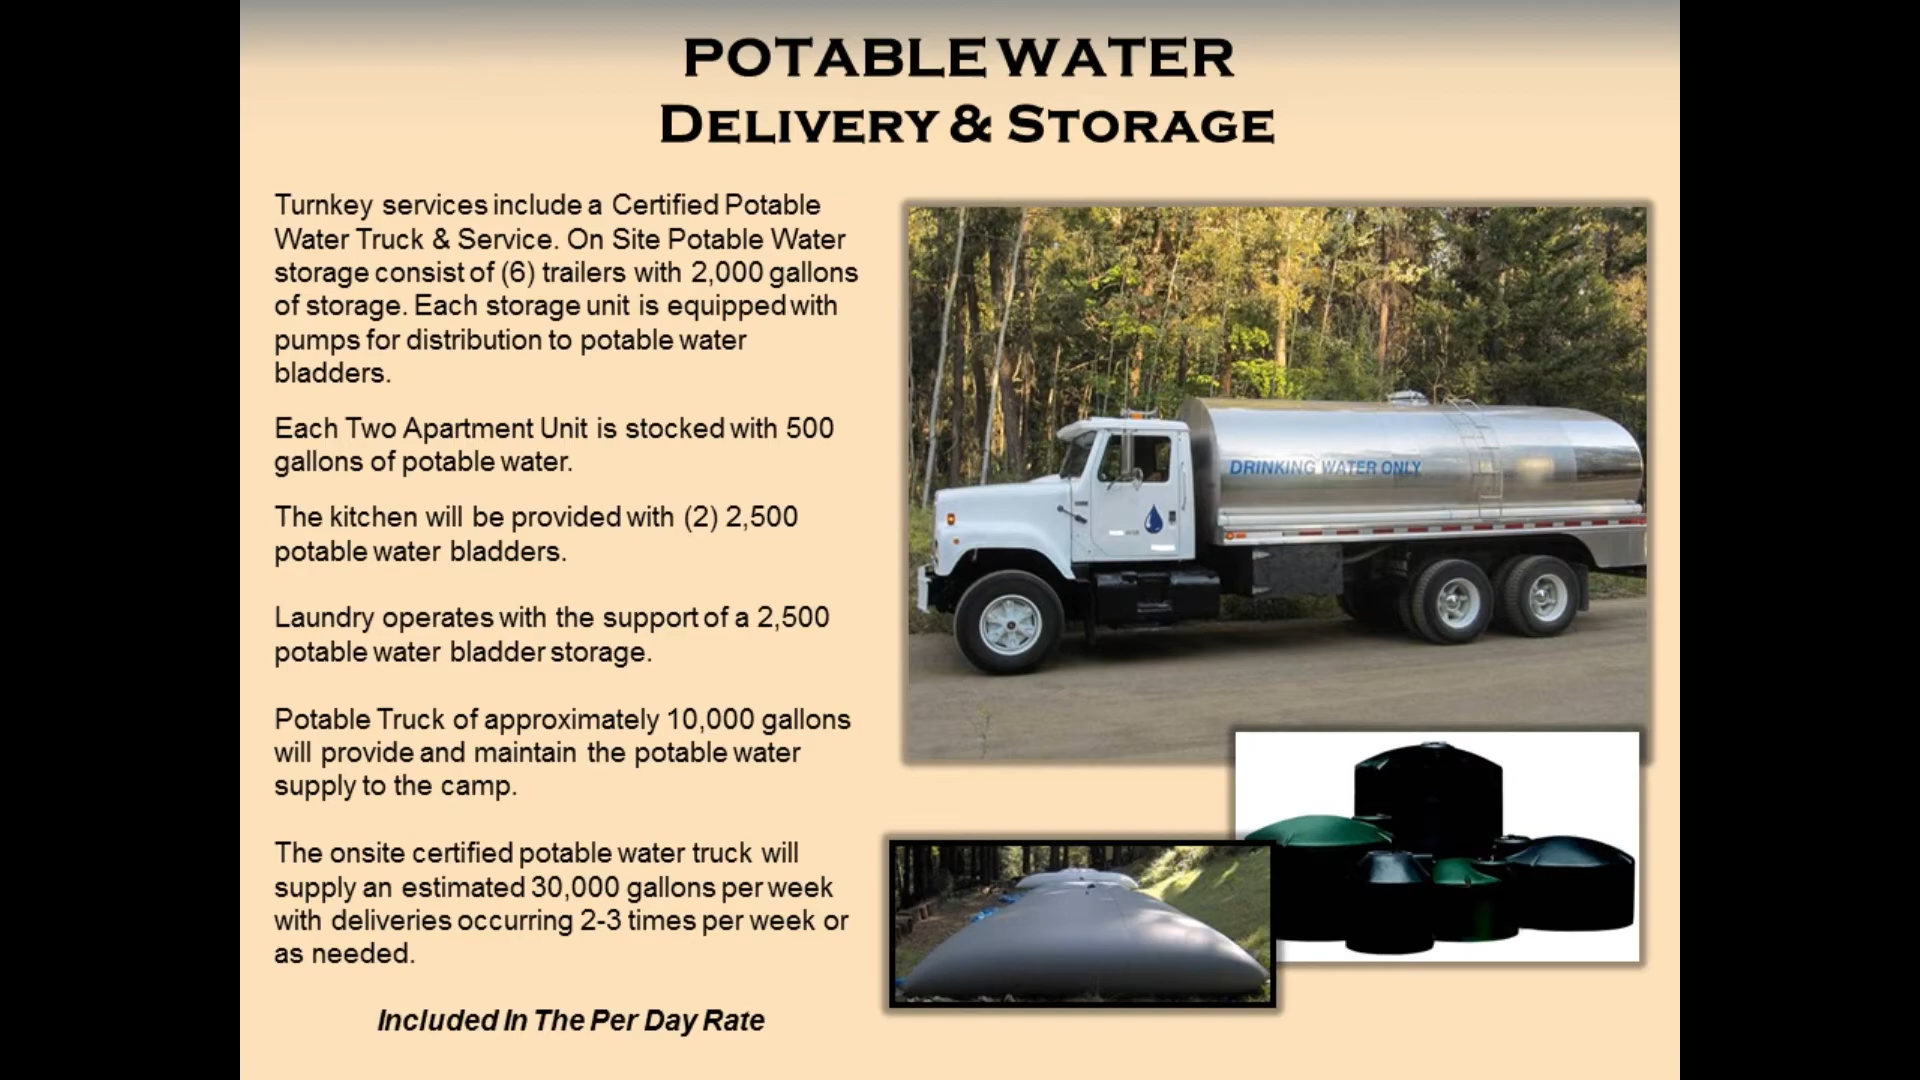 POTABLE WATER
DELIVERY & STORAGE
Turnkey services include a Certified Potable
Water Truck & Service. On Site Potable Water
storage consist of (6) trailers with 2,000 gallons
of storage. Each storage unit is equipped with
pumps for distribution to potable water
bladders.
Each Two Apartment Unit is stocked with 500
gallons of potable water.
The kitchen will be provided with (2) 2,500
potable water bladders.
Laundry operates with the support of a 2,500
potable water bladder storage.
Potable Truck of approximately 10,000 gallons
will provide and maintain the potable water
supply to the camp.
The onsite certified potable water truck will
supply an estimated 30,000 gallons per week
with deliveries occurring 2-3 times per week or
as needed.
Included In The Per Day Rate
DRINKING WATER ONLY